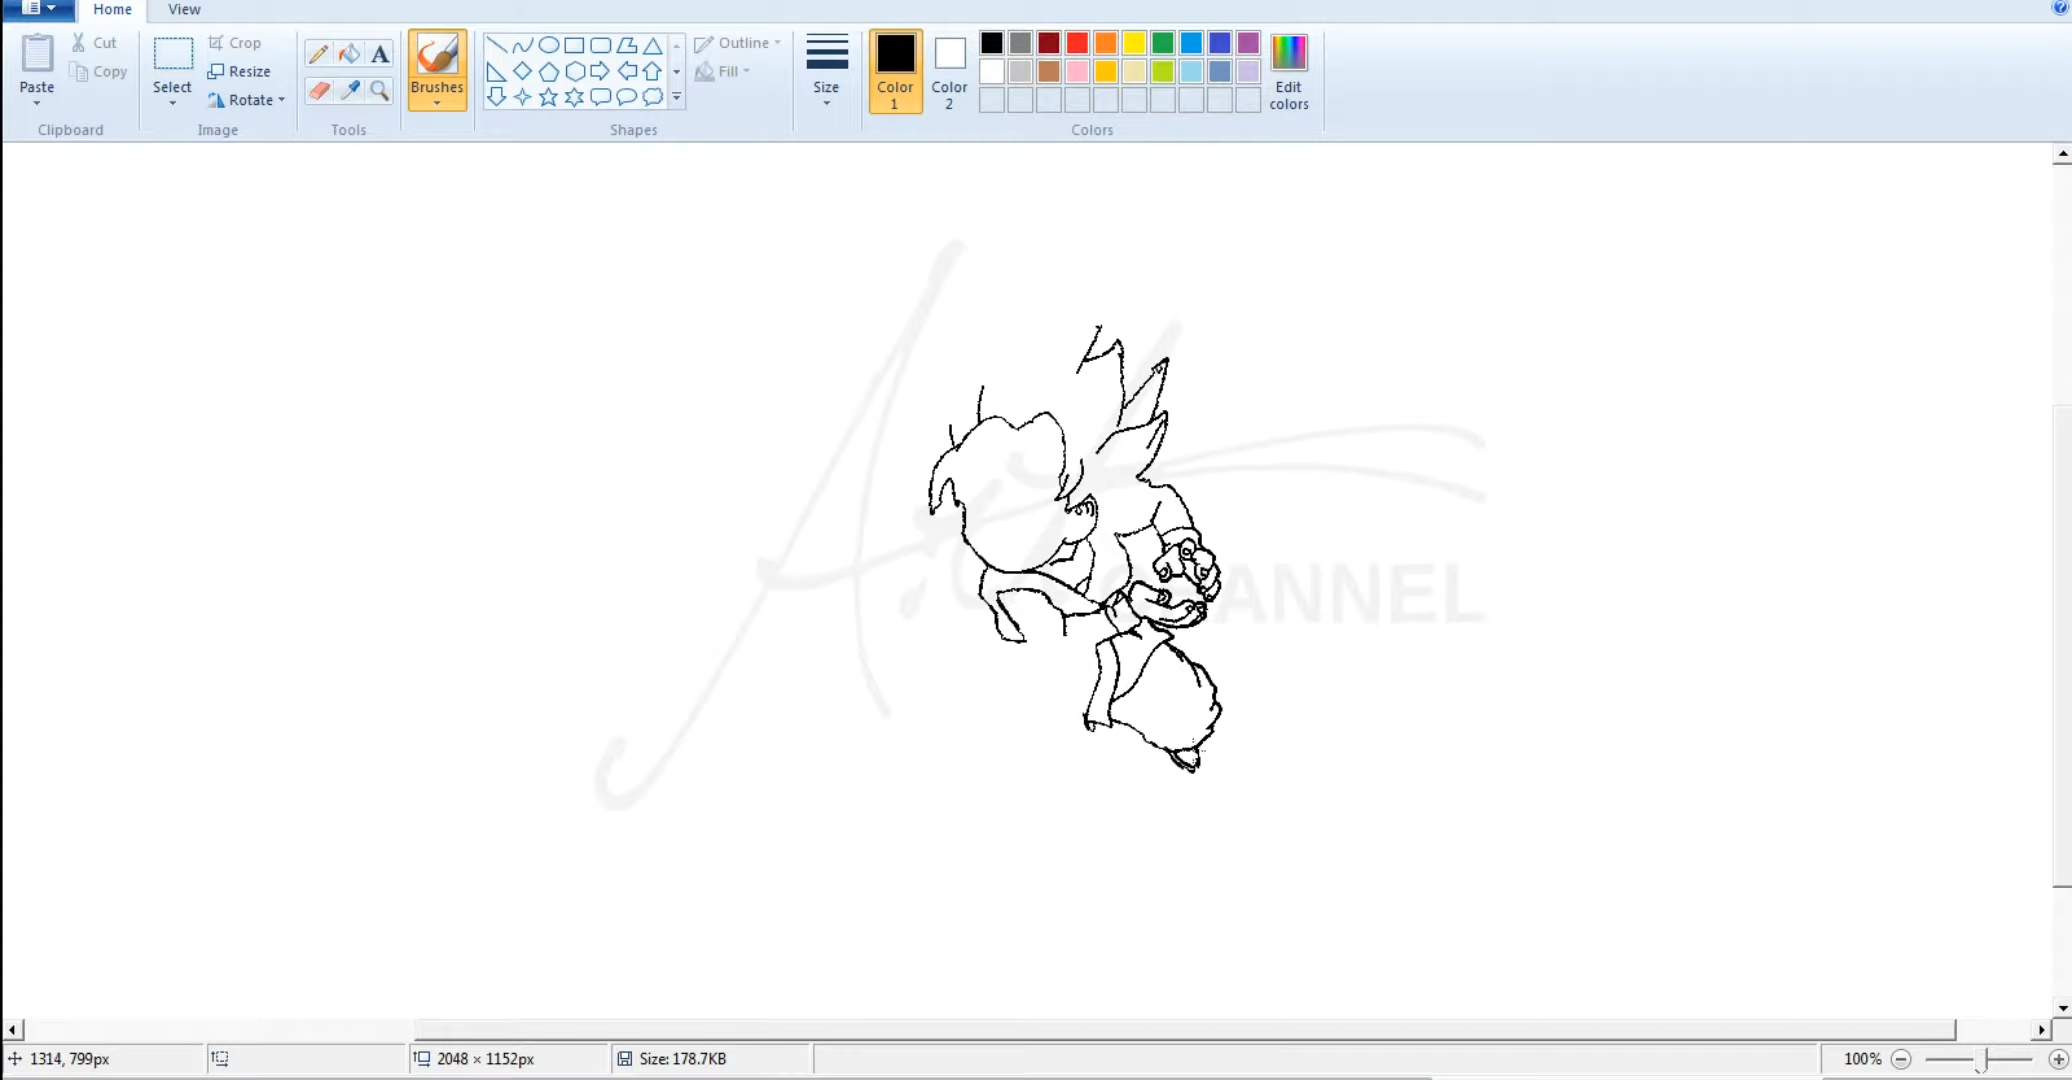 Home View
Cut
Copy
Paste
Clipboard
Crop
Resize
Rotate
Select
Image
A
Tools
Brushes
Outline
Fill
Shapes
Size
Color
1
Color
2
Edit
colors
Colors
CHANNEL
1314, 799px
2048 × 1152px
Size: 178.7KB
100%